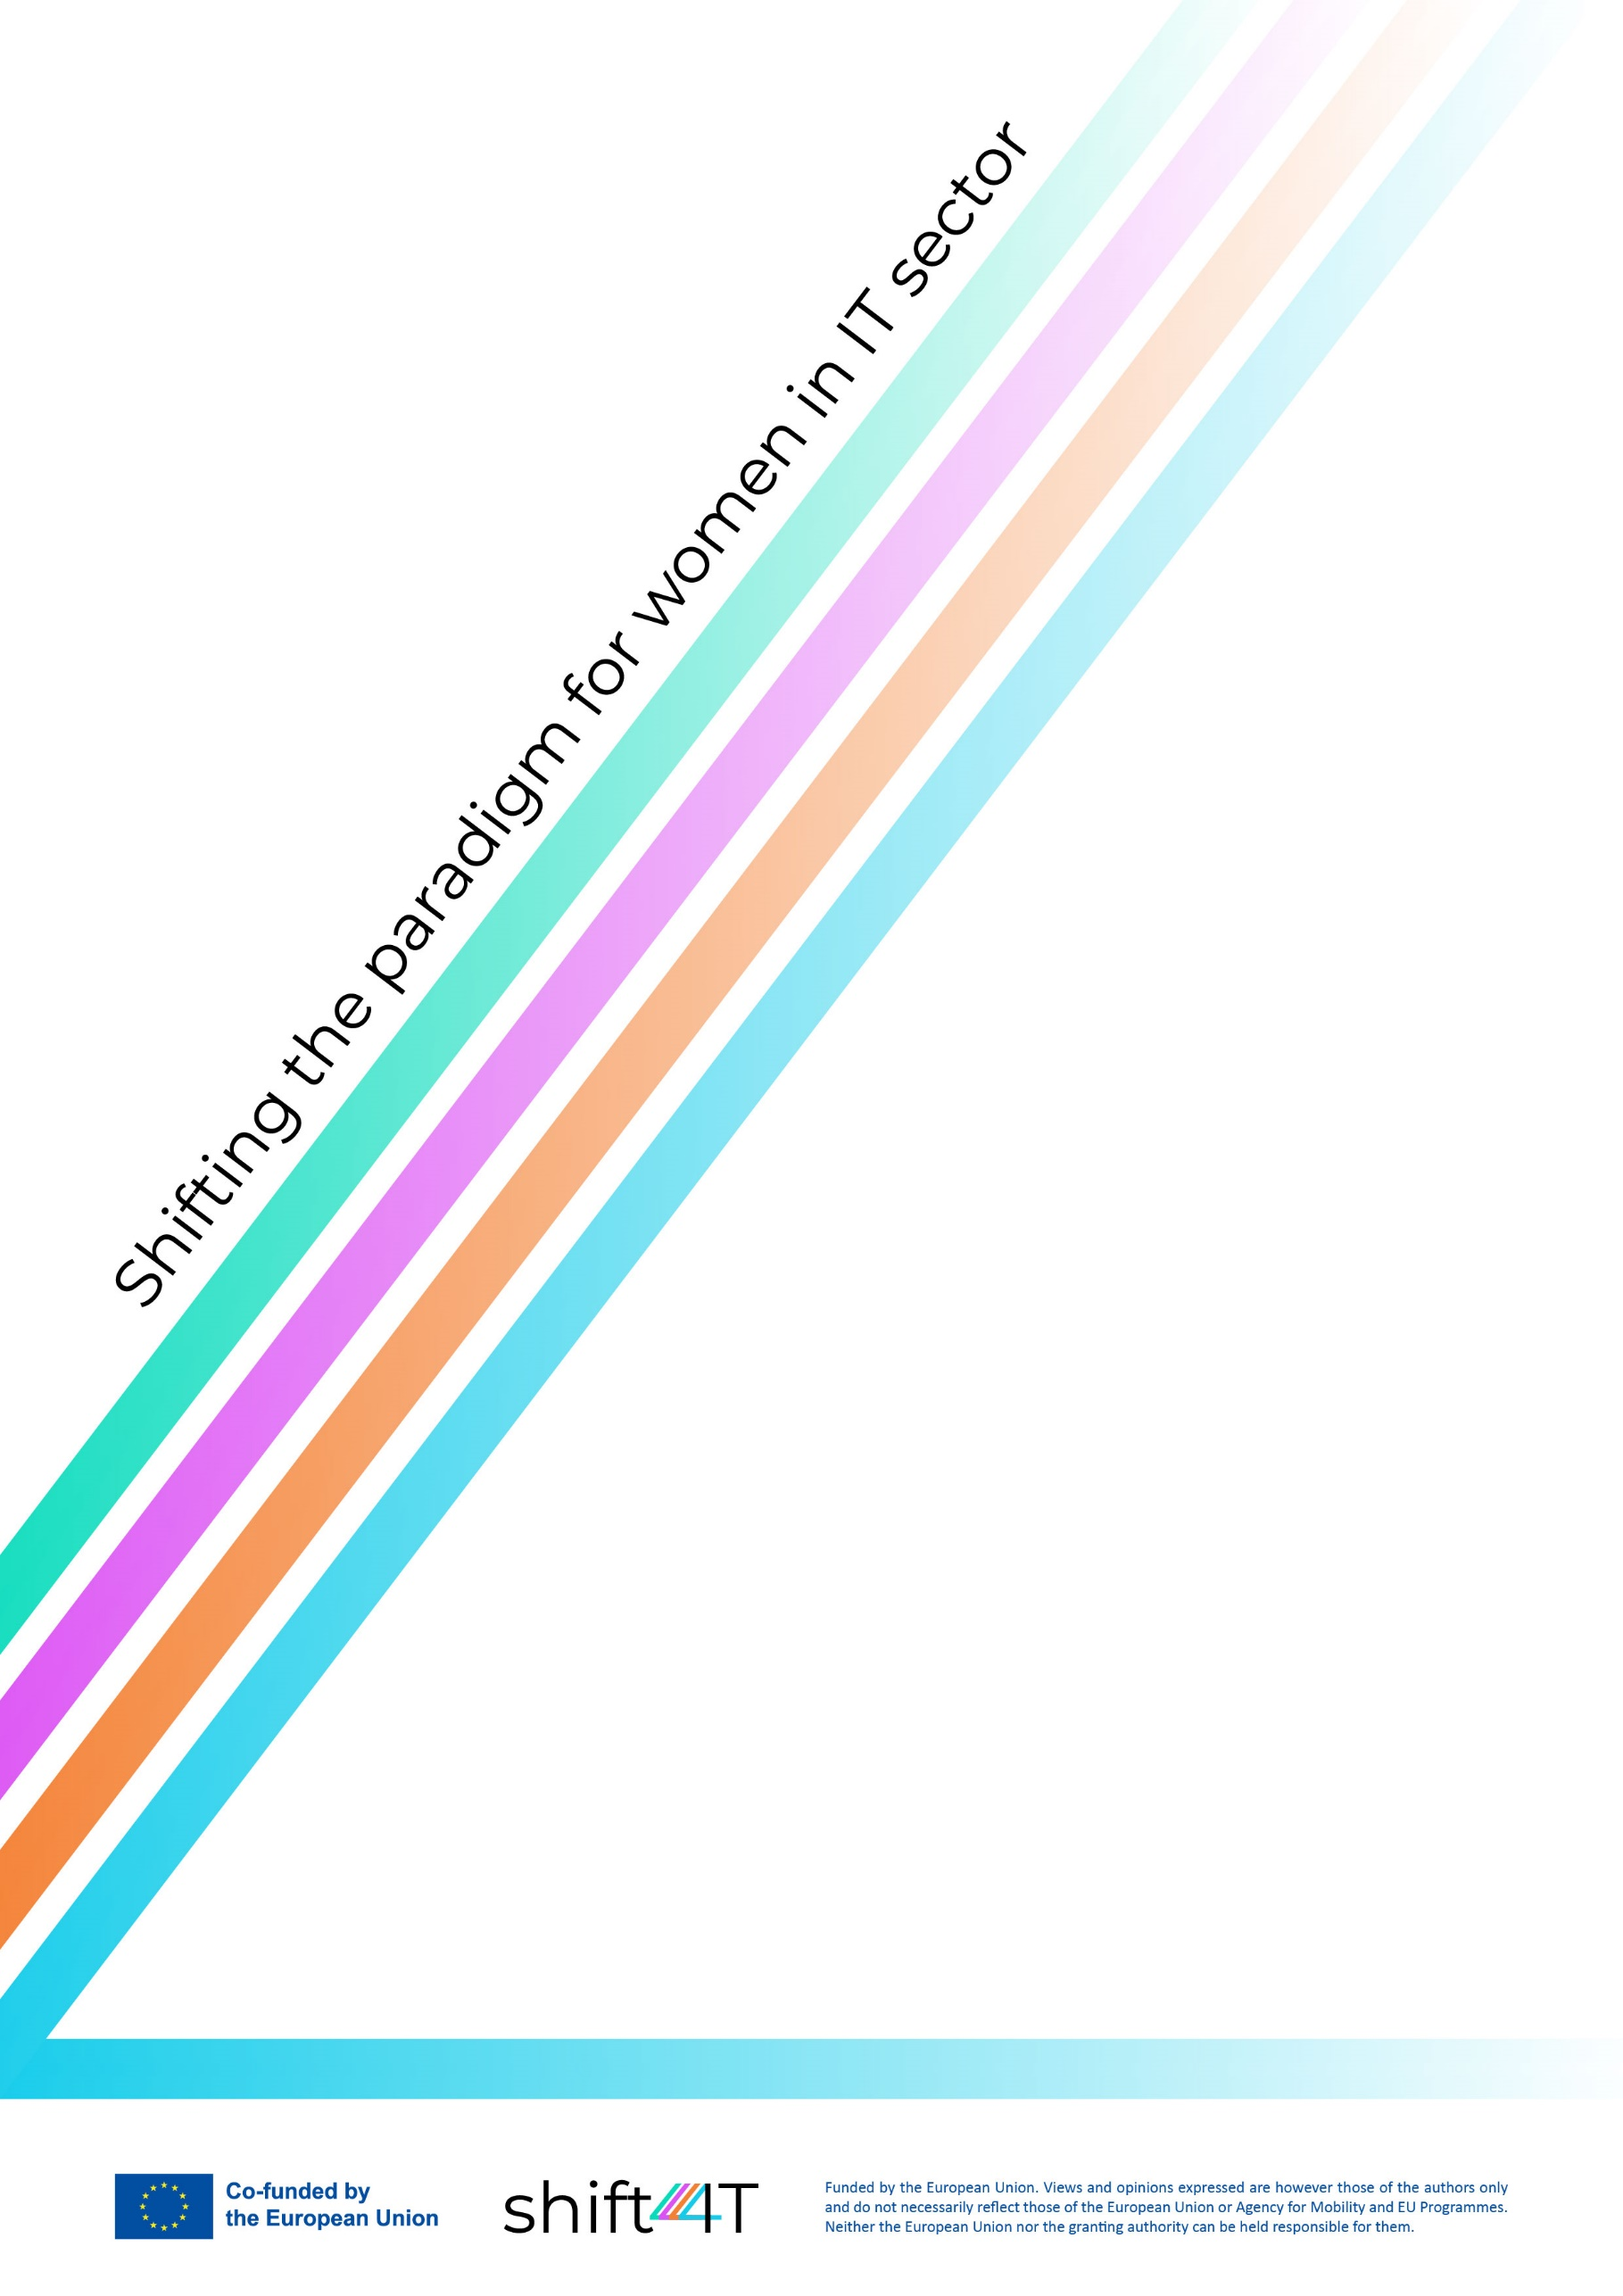 Shifting the paradigm for women in IT sector
Co-funded by
the European Union
shift4IT
Funded by the European Union. Views and opinions expressed are however those of the authors only
and do not necessarily reflect those of the European Union or Agency for Mobility and EU Programmes.
Neither the European Union nor the granting authority can be held responsible for them.